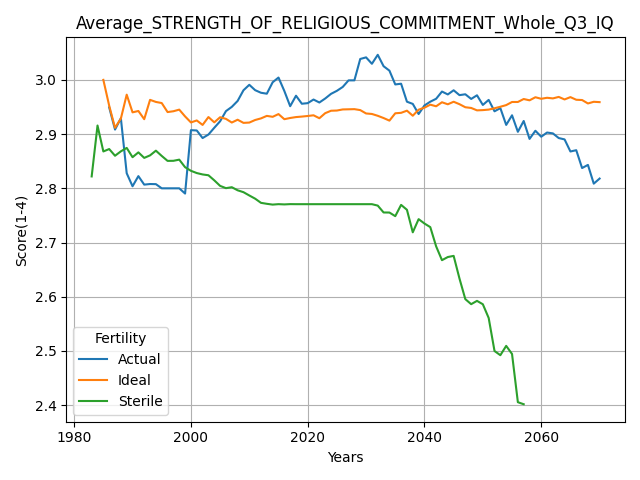 Average_STRENGTH_OF_RELIGIOUS_COMMITMENT_Whole_Q3_IQ
Score(1-4)
3.0
2.9
2.8
2.7
2.6
2.5
2.4
Fertility
Actual
Ideal
Sterile
1980 2000 2020 2040 2060
Years